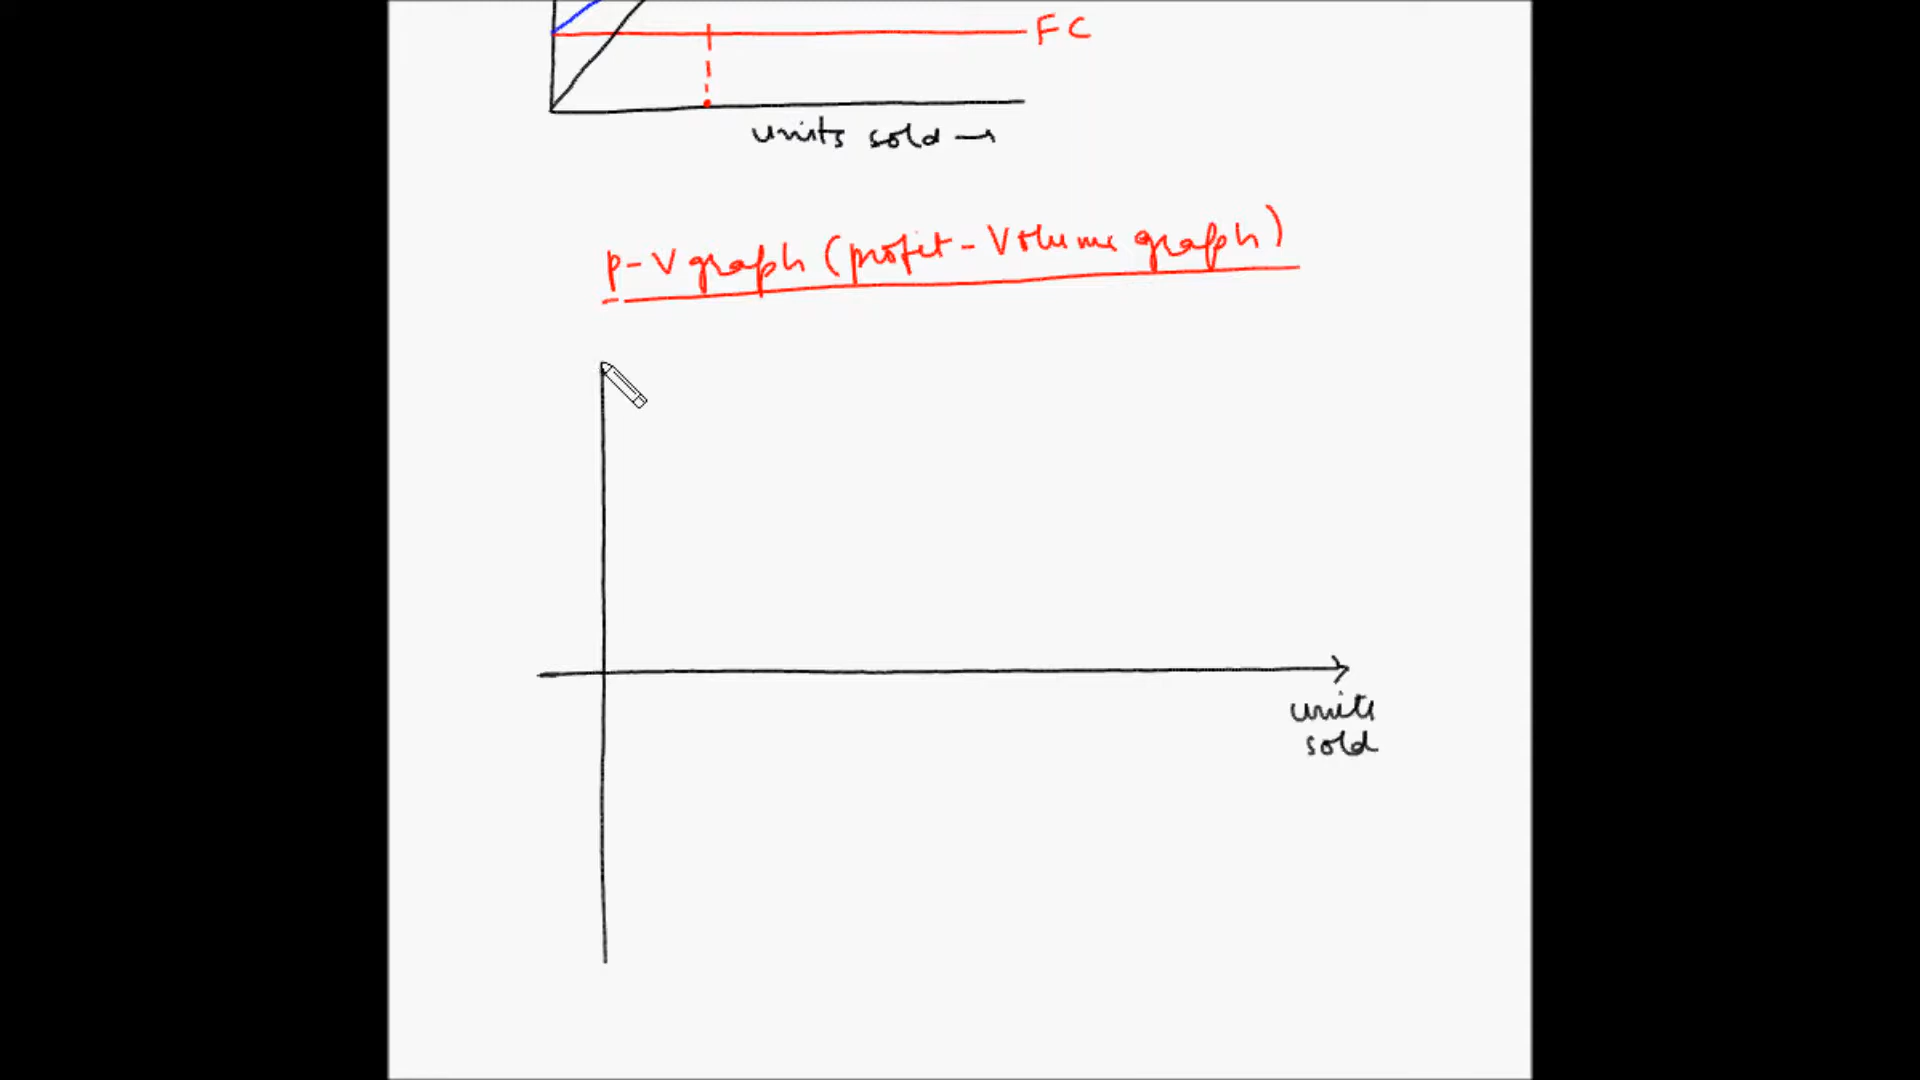 FC
units sold →
P-V graph (profit-Volume graph)
units
sold